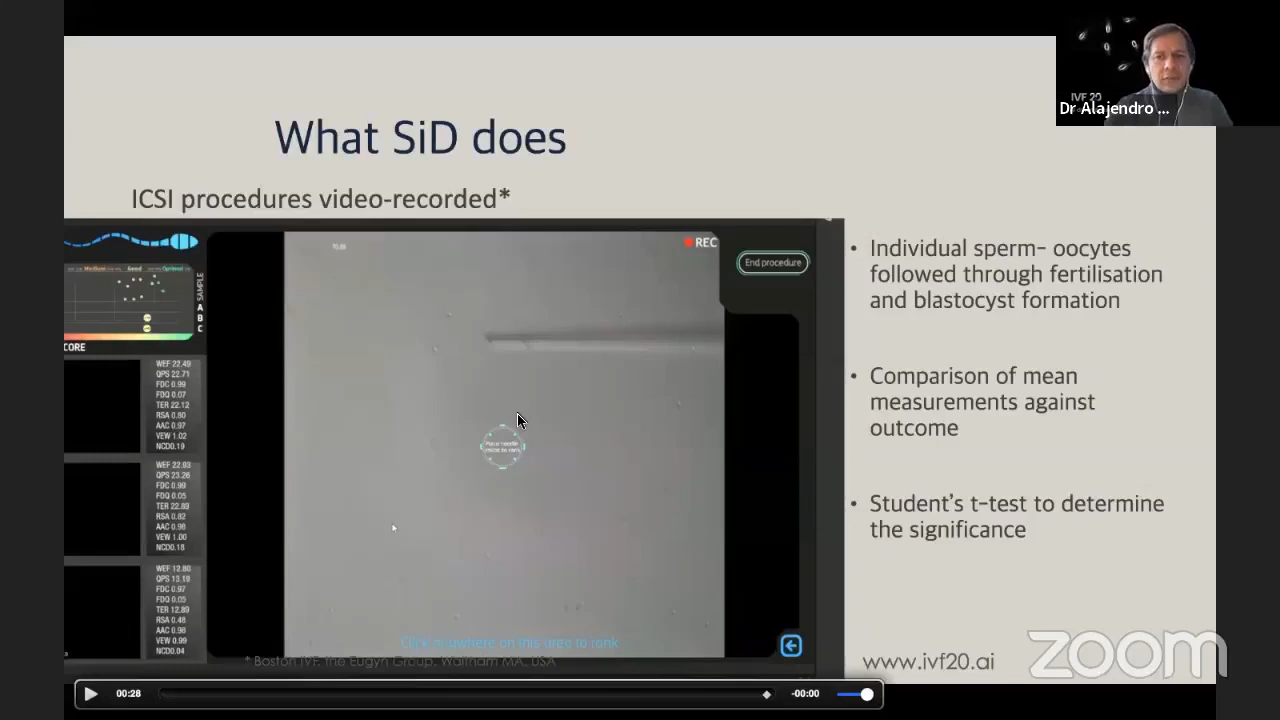 IVF 20
Dr Alajendro ...
What SiD does
ICSI procedures video-recorded*
REC
End procedure
SAMPLE
A
B
C
CORE
WEF 22.49
QPS 22.71
FDC 0.99
FDQ 0.07
TER 22.12
RSA 0.80
AAC 0.97
VEW 1.02
NCD0.19
WEF 22.93
QPS 23.26
FDC 0.99
FDQ 0.05
TER 22.89
RSA 0.82
AAC 0.98
VEW 1.00
NCD0.18
WEF 12.80
QPS 13.19
FDC 0.97
FDQ 0.05
TER 12.89
RSA 0.48
AAC 0.98
VEW 0.99
NCD0.04
Click anywhere on this area to rank
* Boston IVF, the Eugyn Group, Waltham MA, USA
• Individual sperm- oocytes
followed through fertilisation
and blastocyst formation
• Comparison of mean
measurements against
outcome
• Student's t-test to determine
the significance
www.ivf20.ai
zoom
00:28
-00:00